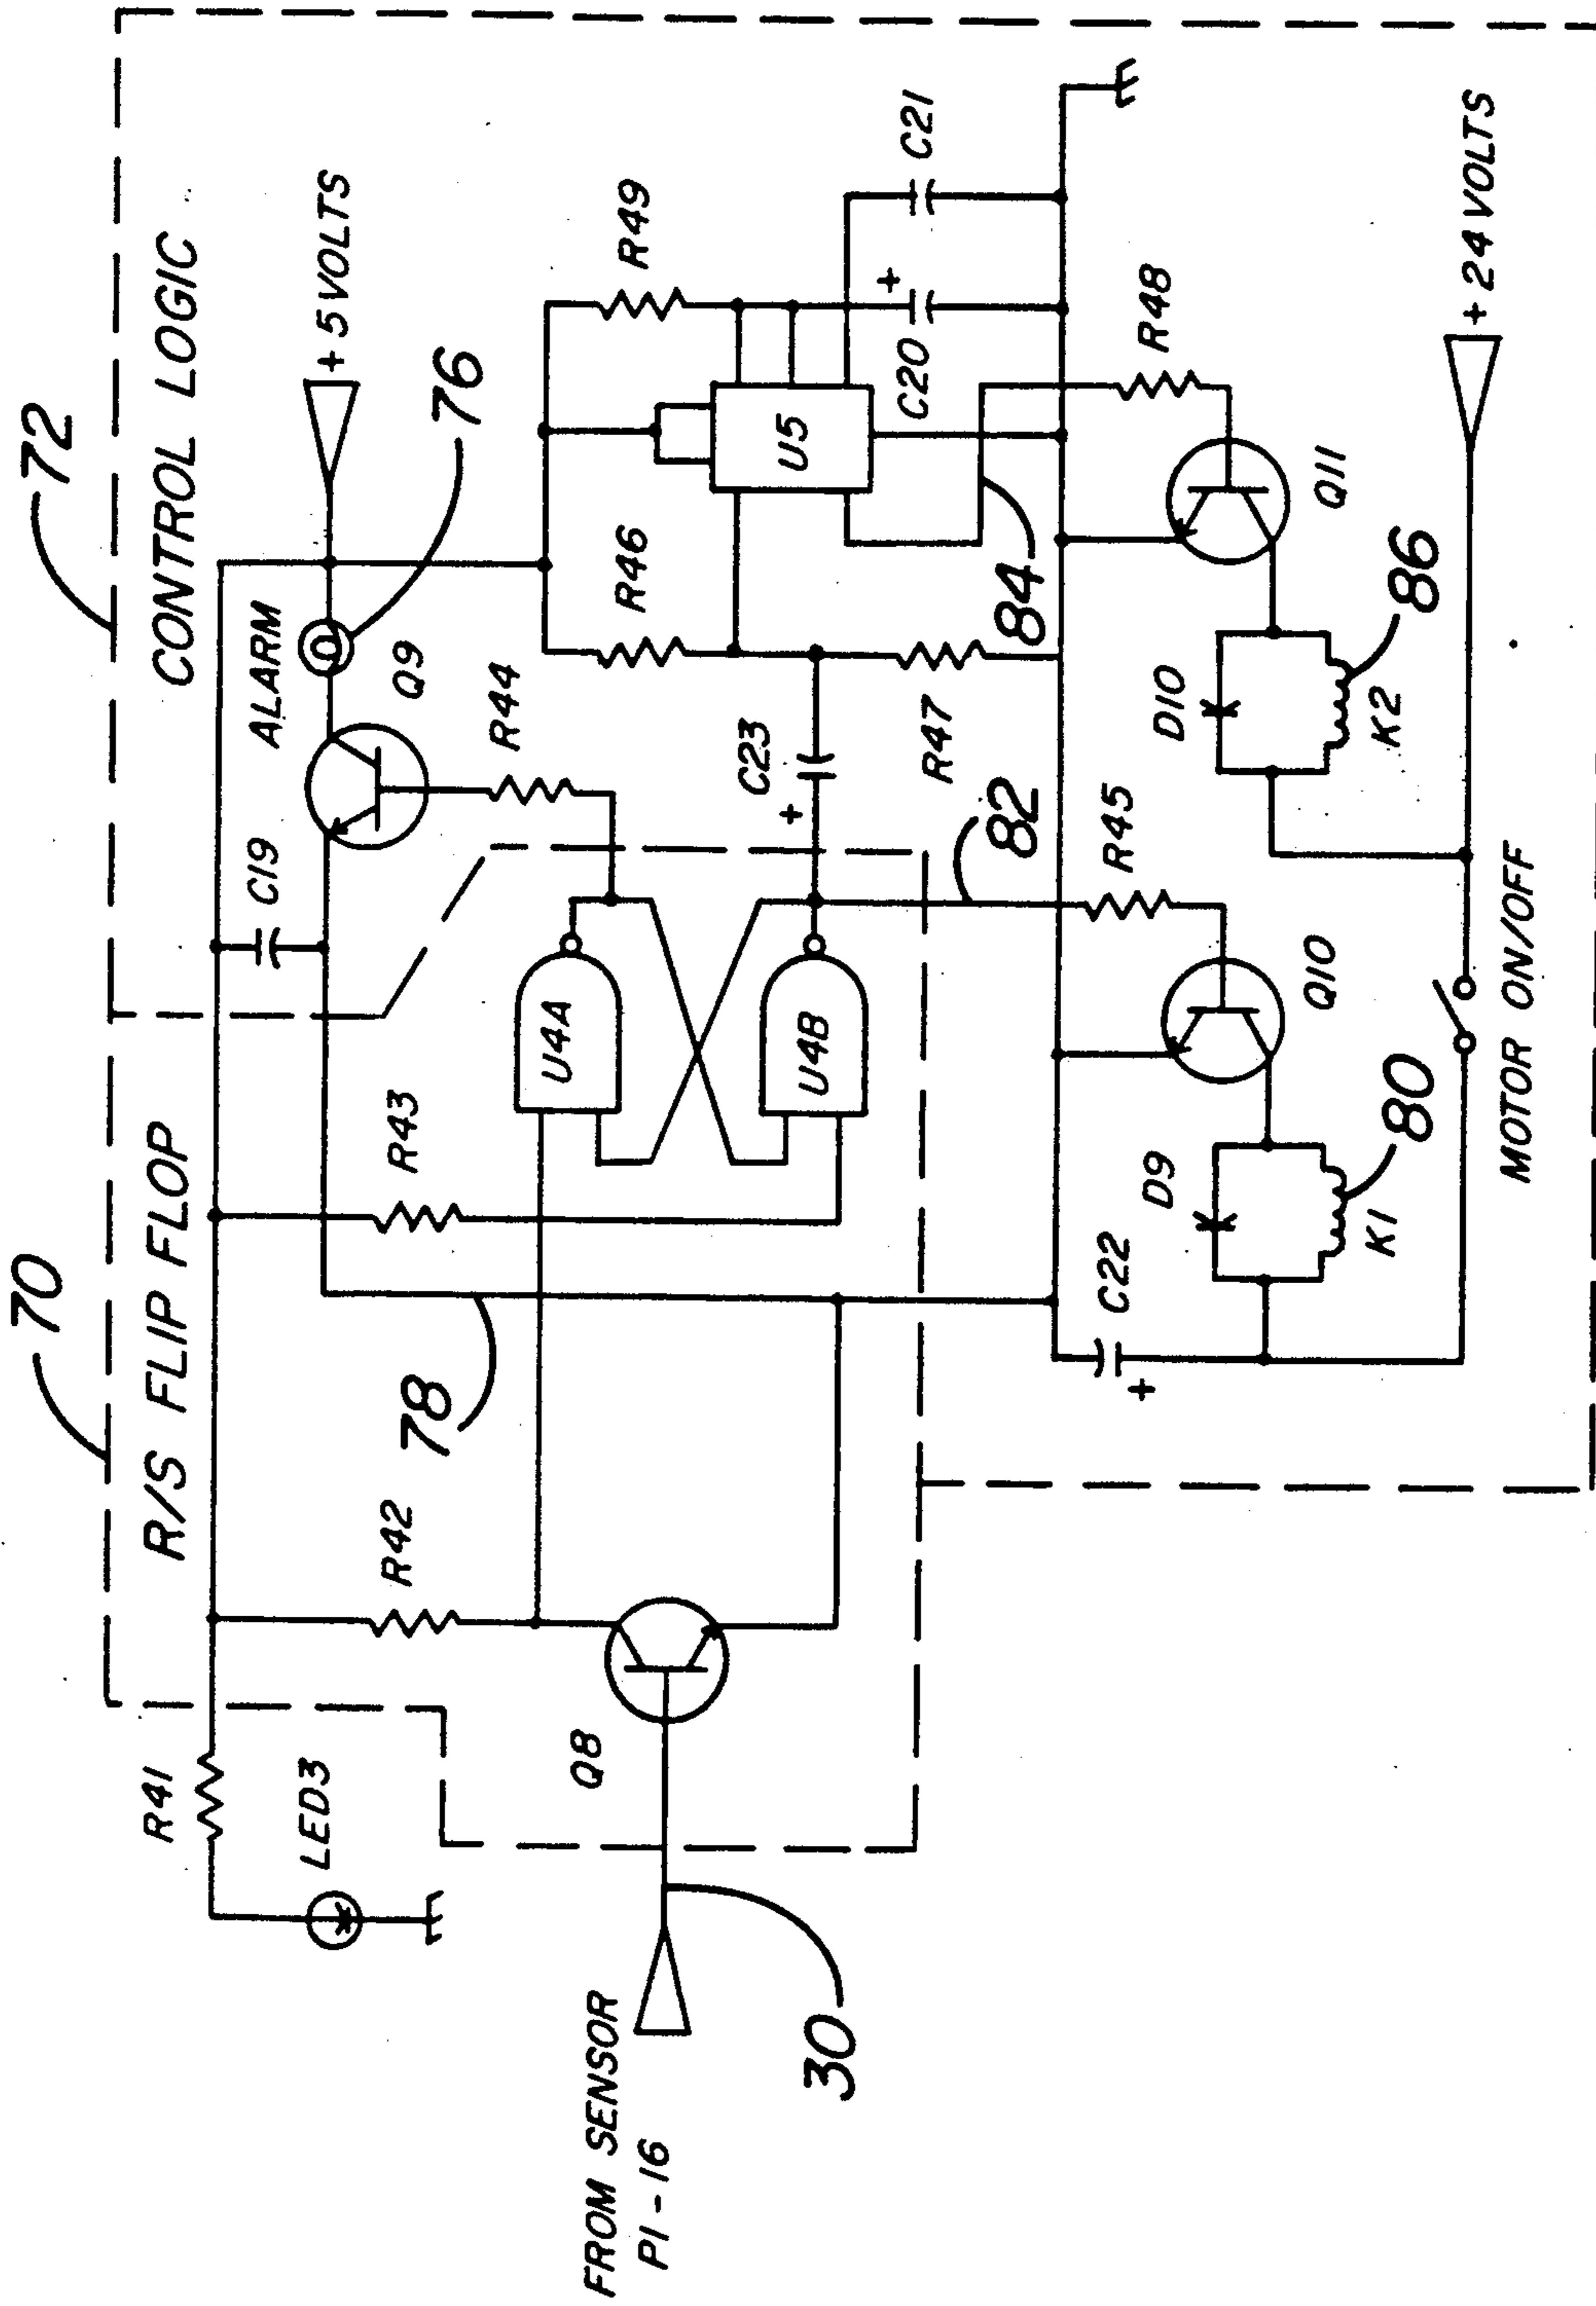 70
72
R/S FLIP FLOP
CONTROL LOGIC
R41
LED3
R42
R43
C19
ALARM
+5 VOLTS
76
Q9
R44
R46
R49
78
U4A
U4B
C23
U5
C20
+
C21
+
FROM SENSOR
P1-16
30
Q8
82
R47
84
R48
C22
+
D9
K1
80
R45
Q10
D10
K2
86
Q11
MOTOR ON/OFF
+24 VOLTS